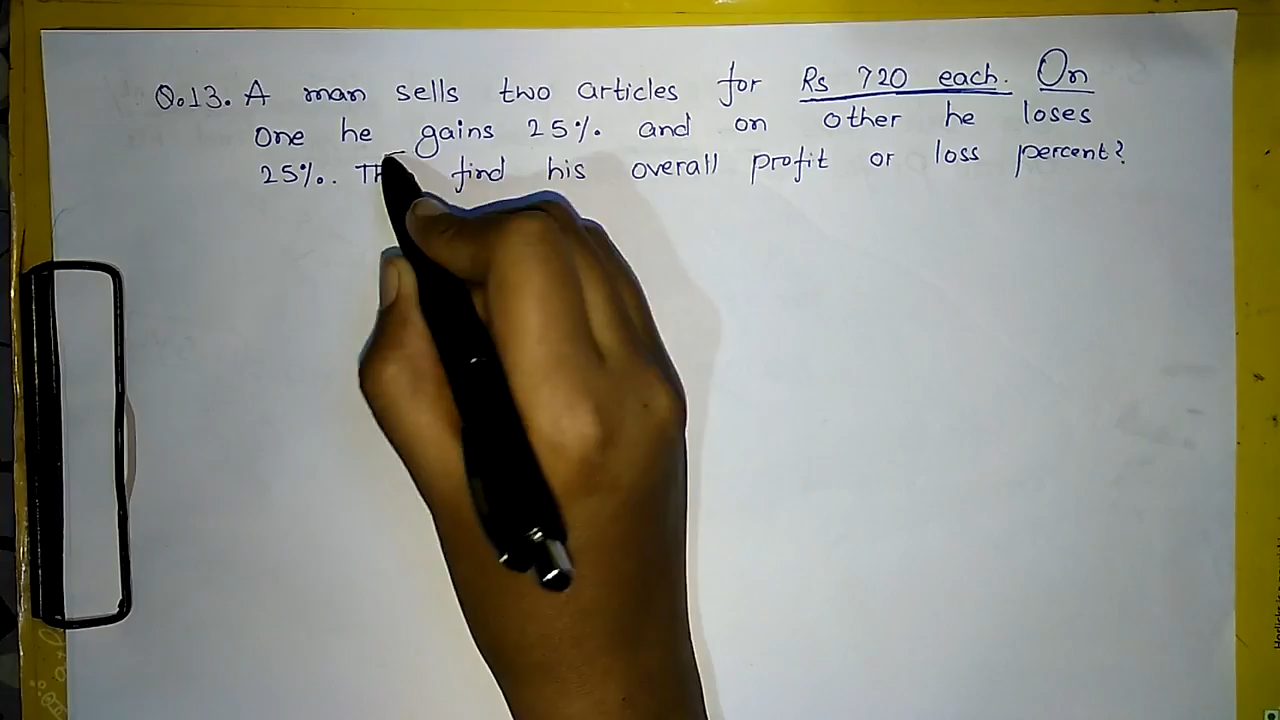 Q.13. A man sells two articles for Rs 720 each. On
One he gains 25% and on other he loses
25%. find his overall profit or loss percent?